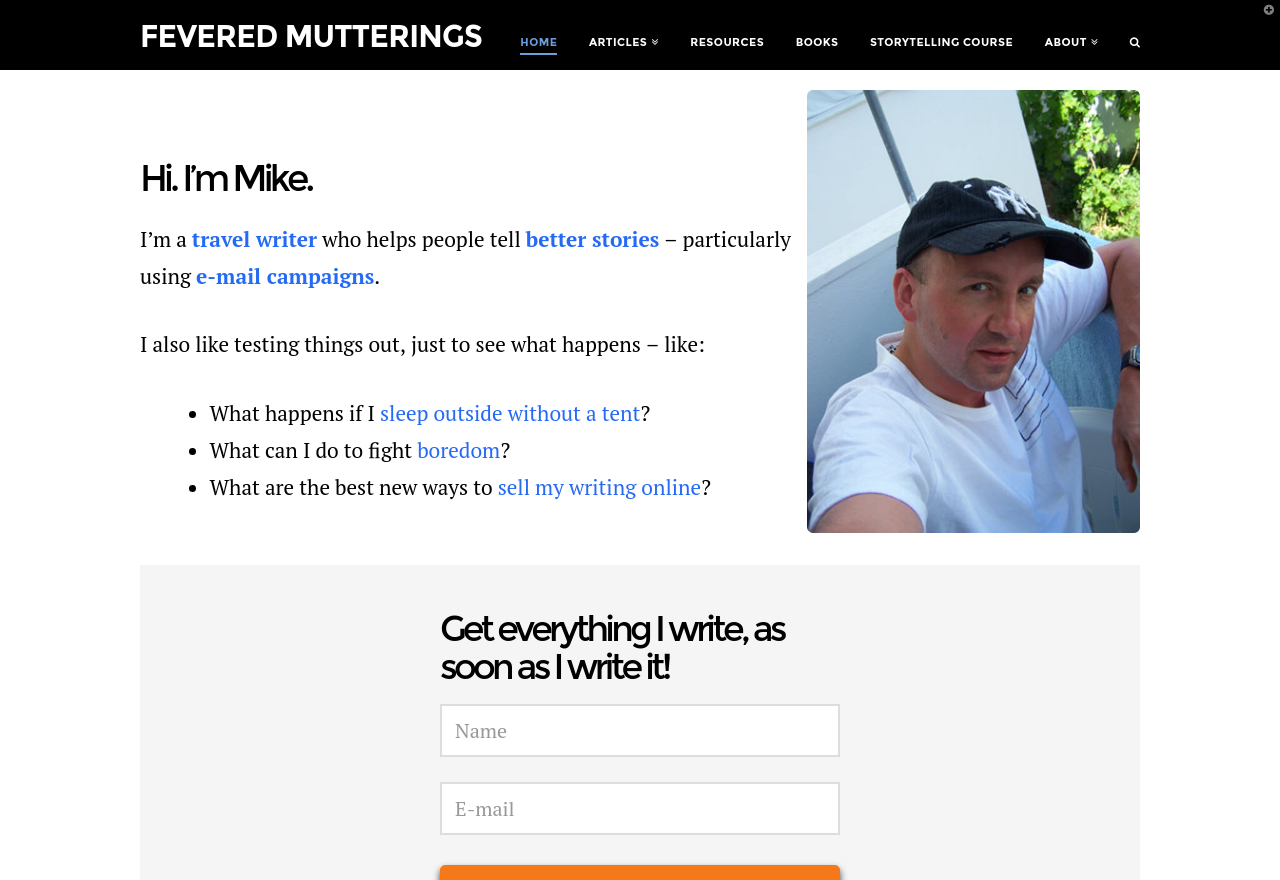 FEVERED MUTTERINGS
HOME ARTICLES RESOURCES BOOKS STORYTELLING COURSE ABOUT
Hi. I’m Mike.
I’m a travel writer who helps people tell better stories – particularly
using e-mail campaigns.
I also like testing things out, just to see what happens – like:
• What happens if I sleep outside without a tent?
• What can I do to fight boredom?
• What are the best new ways to sell my writing online?
NY
Get everything I write, as
soon as I write it!
Name
E-mail